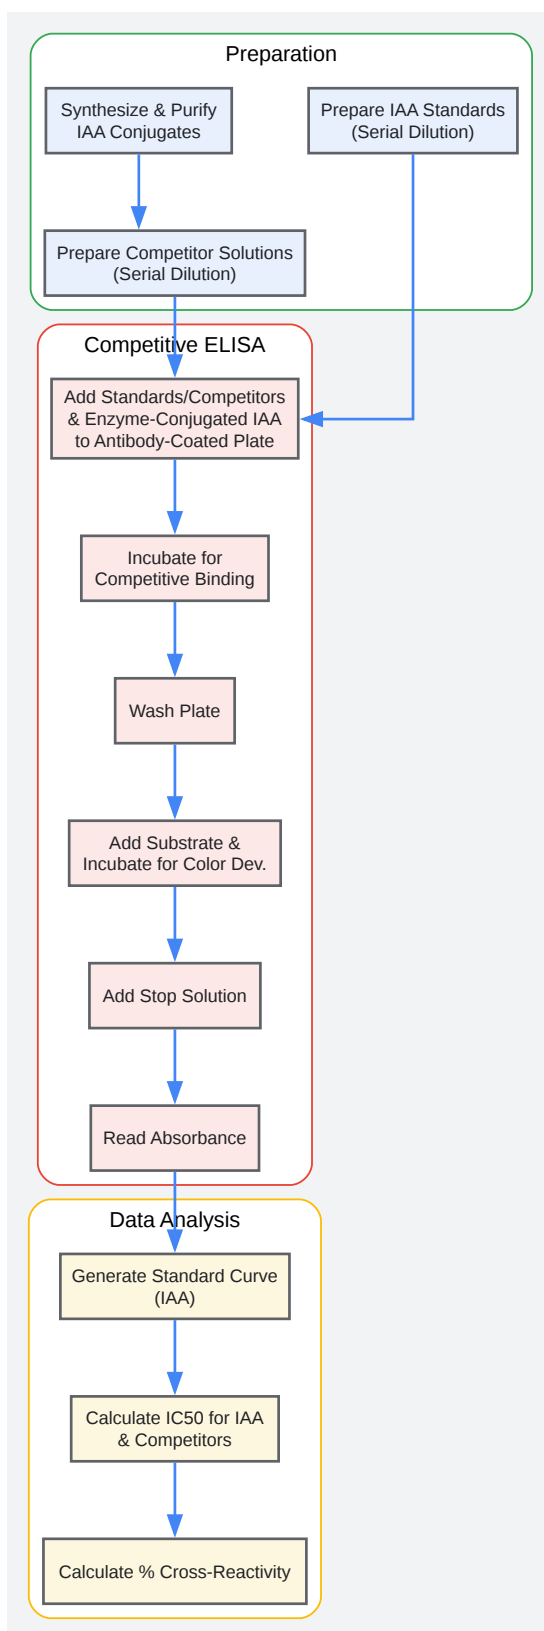 Preparation
Synthesize & Purify
IAA Conjugates
Prepare IAA Standards
(Serial Dilution)
Prepare Competitor Solutions
(Serial Dilution)
Competitive ELISA
Add Standards/Competitors
& Enzyme-Conjugated IAA
to Antibody-Coated Plate
Incubate for
Competitive Binding
Wash Plate
Add Substrate &
Incubate for Color Dev.
Add Stop Solution
Read Absorbance
Data Analysis
Generate Standard Curve
(IAA)
Calculate IC50 for IAA
& Competitors
Calculate % Cross-Reactivity